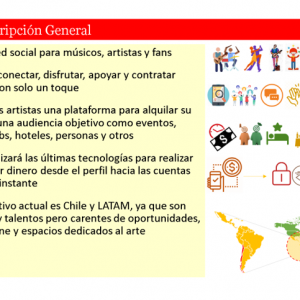 ripción General
d social para músicos, artistas y fans
conectar, disfrutar, apoyar y contratar
on solo un toque
s artistas una plataforma para alquilar su
una audiencia objetivo como eventos,
bs, hoteles, personas y otros
izará las últimas tecnologías para realizar
r dinero desde el perfil hacia las cuentas
instante
tivo actual es Chile y LATAM, ya que son
y talentos pero carentes de oportunidades,
ne y espacios dedicados al arte